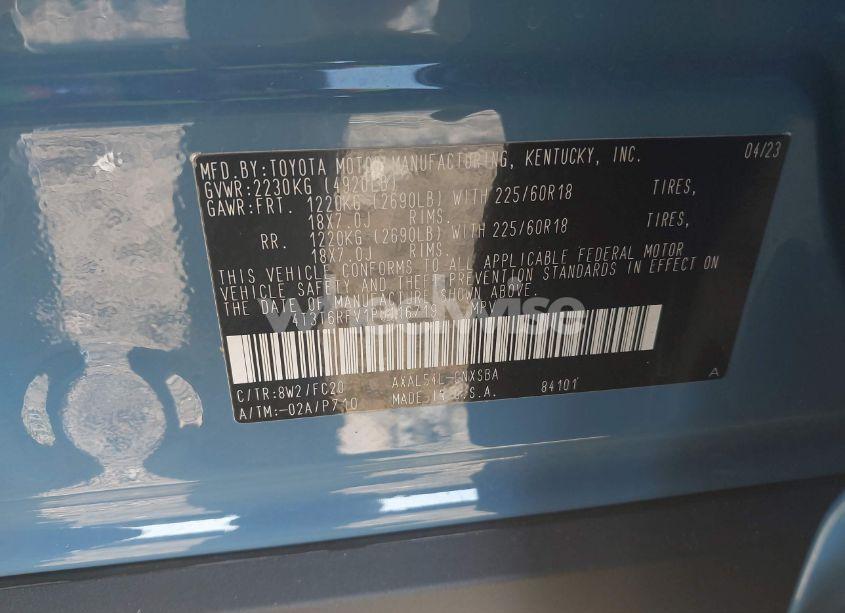 MFD.BY:TOYOTA MOTOR MANUFACTURING, KENTUCKY, INC. 04/23
GVWR:2230KG (4920LB)
GAWR:FRT. 1220KG (2690LB) WITH 225/60R18 TIRES,
18X7.0J RIMS.
RR. 1220KG (2690LB) WITH 225/60R18 TIRES,
18X7.0J RIMS.
THIS VEHICLE CONFORMS TO ALL APPLICABLE FEDERAL MOTOR
VEHICLE SAFETY AND THEFT PREVENTION STANDARDS IN EFFECT ON
THE DATE OF MANUFACTURE SHOWN ABOVE.
MPV
wheelwise
C/TR:8W2/FC20 84101 A
A/TM:-02A/P710 MADE IN U.S.A.